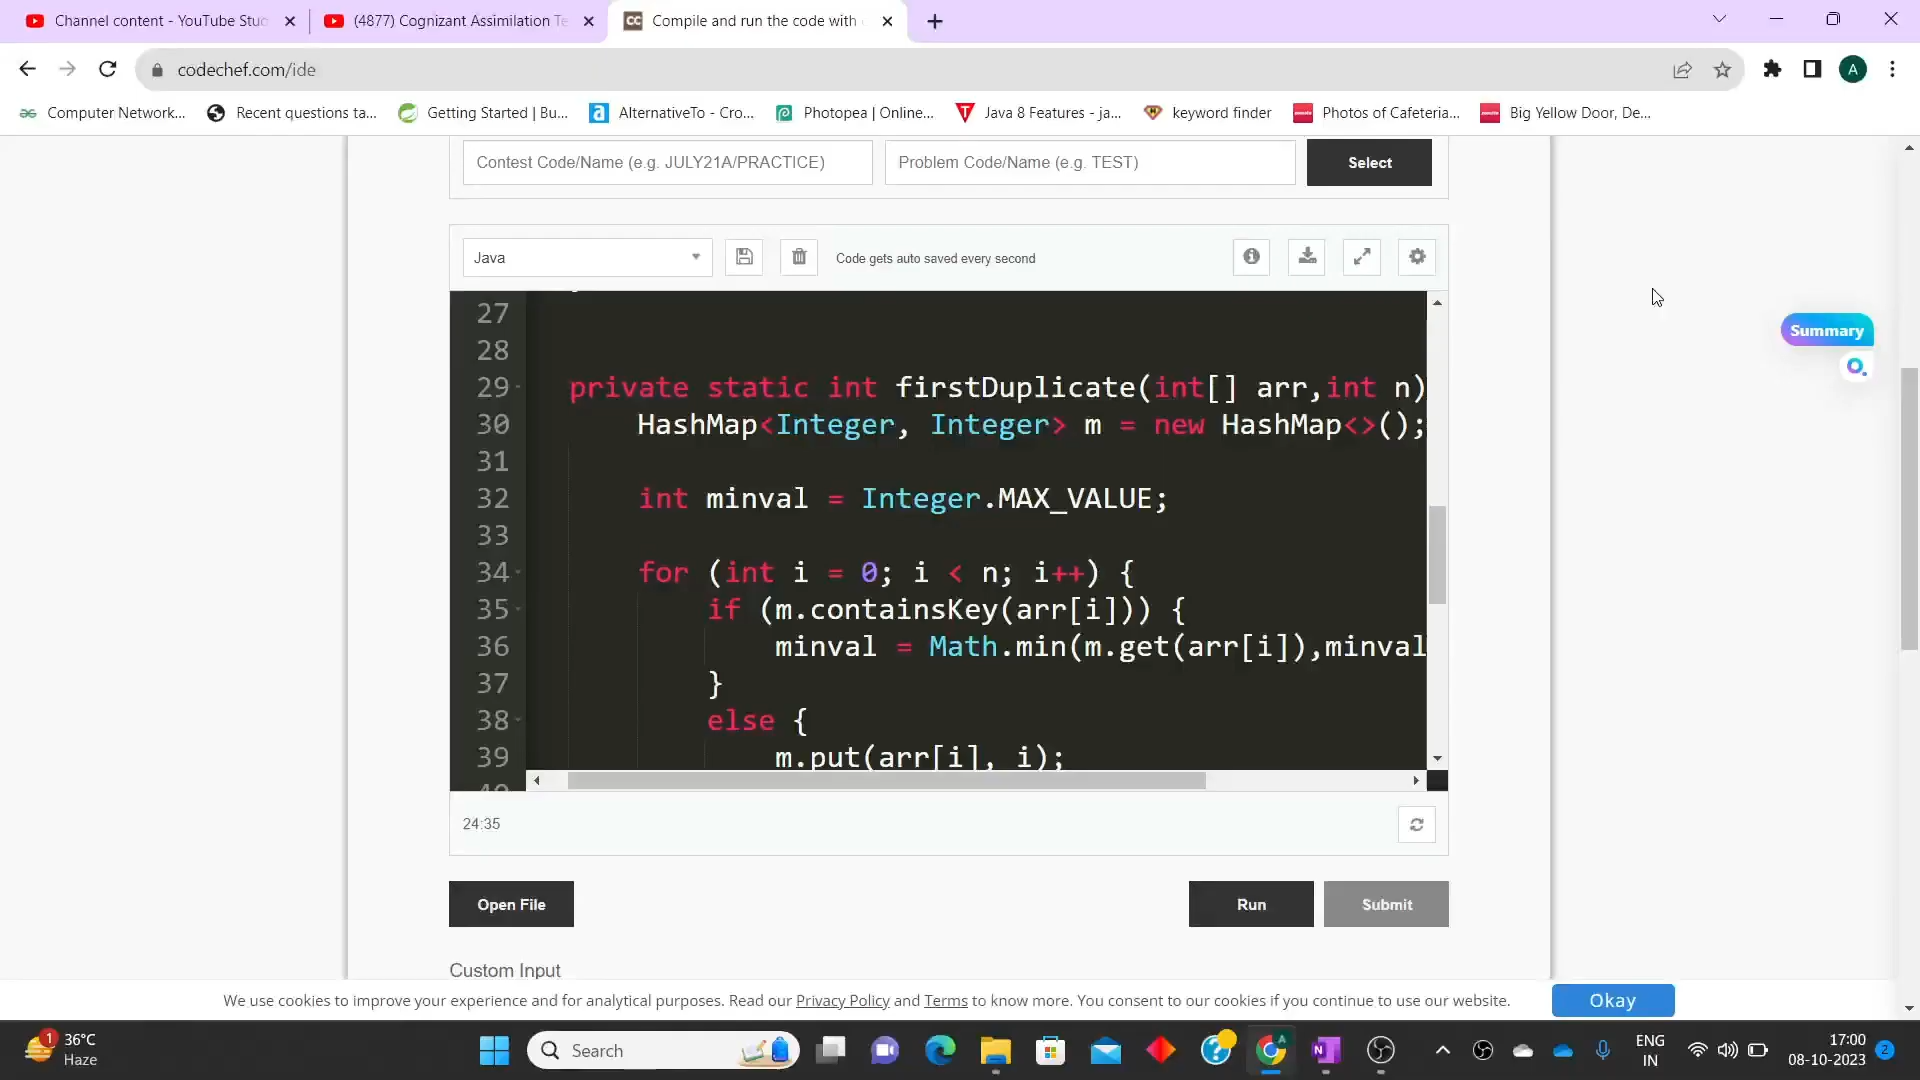 Channel content - YouTube Stud
(4877) Cognizant Assimilation Te
CC Compile and run the code with
codechef.com/ide
A
Computer Network...
Recent questions ta...
Getting Started | Bu...
a AlternativeTo - Cro...
Photopea | Online...
T Java 8 Features - ja...
keyword finder
Photos of Cafeteria...
Big Yellow Door, De...
Contest Code/Name (e.g. JULY21A/PRACTICE)
Problem Code/Name (e.g. TEST)
Select
Java
Code gets auto saved every second
Summary
27
28
29 private static int firstDuplicate(int[] arr,int n)
30 HashMap<Integer, Integer> m = new HashMap<>();
31
32 int minval = Integer.MAX_VALUE;
33
34 for (int i = 0; i < n; i++) {
35 if (m.containsKey(arr[i])) {
36 minval = Math.min(m.get(arr[i]),minval
37 }
38 else {
39 m.put(arr[i], i);
24:35
Open File
Run
Submit
Custom Input
We use cookies to improve your experience and for analytical purposes. Read our Privacy Policy and Terms to know more. You consent to our cookies if you continue to use our website.
Okay
1
36°C
Haze
Search
ENG
IN
17:00
08-10-2023
2